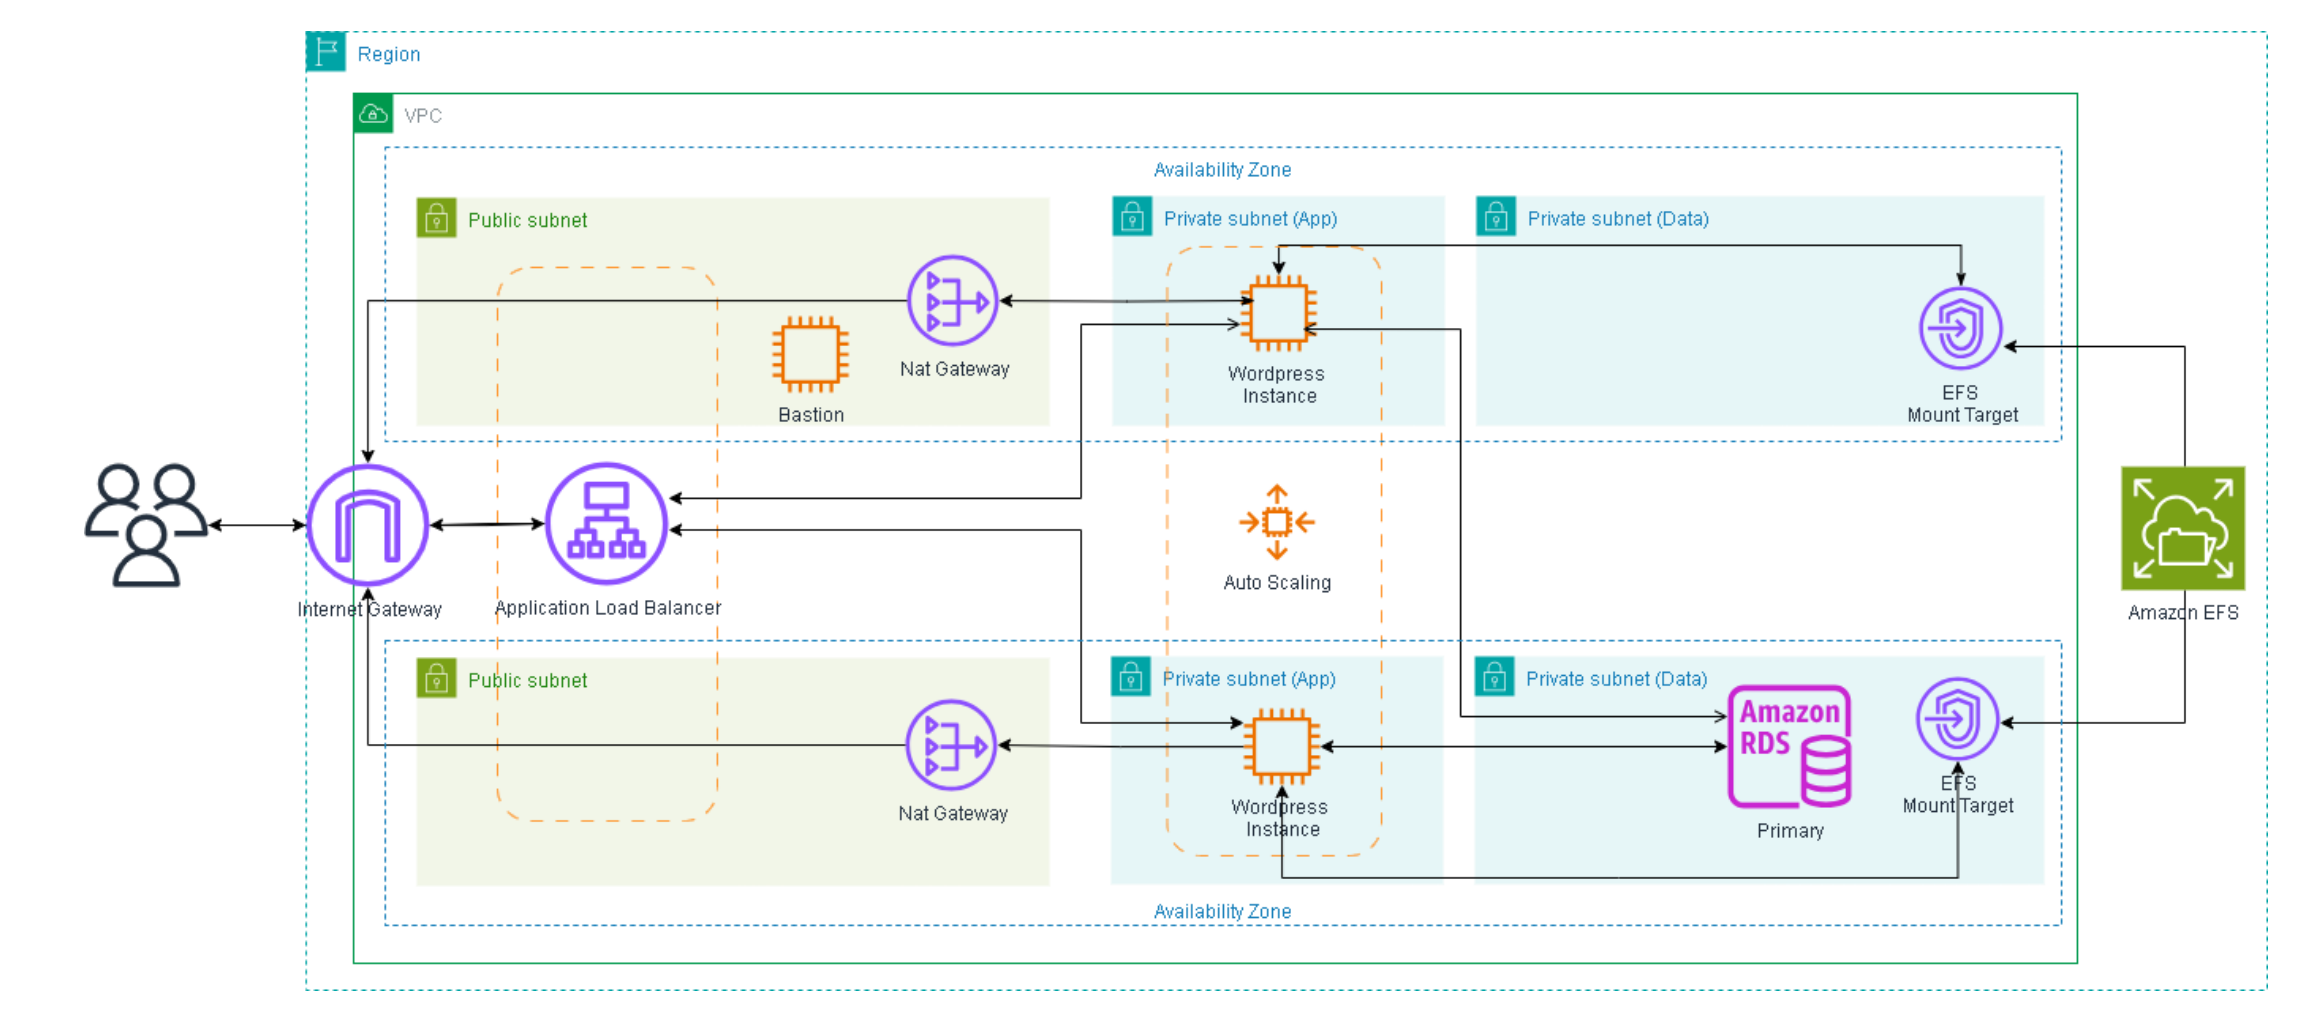 Region
VPC
Availability Zone
Public subnet
Private subnet (App)
Private subnet (Data)
Nat Gateway
Bastion
Wordpress
Instance
EFS
Mount Target
Internet Gateway
Application Load Balancer
Auto Scaling
Amazon EFS
Public subnet
Private subnet (App)
Private subnet (Data)
Nat Gateway
Wordpress
Instance
Amazon
RDS
Primary
EFS
Mount Target
Availability Zone